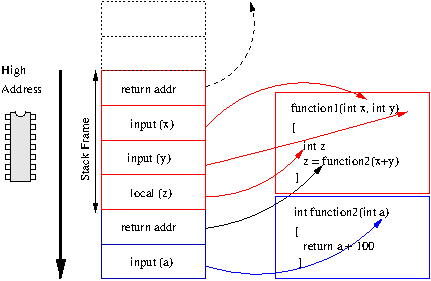 High
Address
Stack Frame
return addr
input (x)
input (y)
local (z)
return addr
input (a)
function1(int x, int y)
[
int z
z = function2(x+y)
]
int function2(int a)
[
return a + 100
]